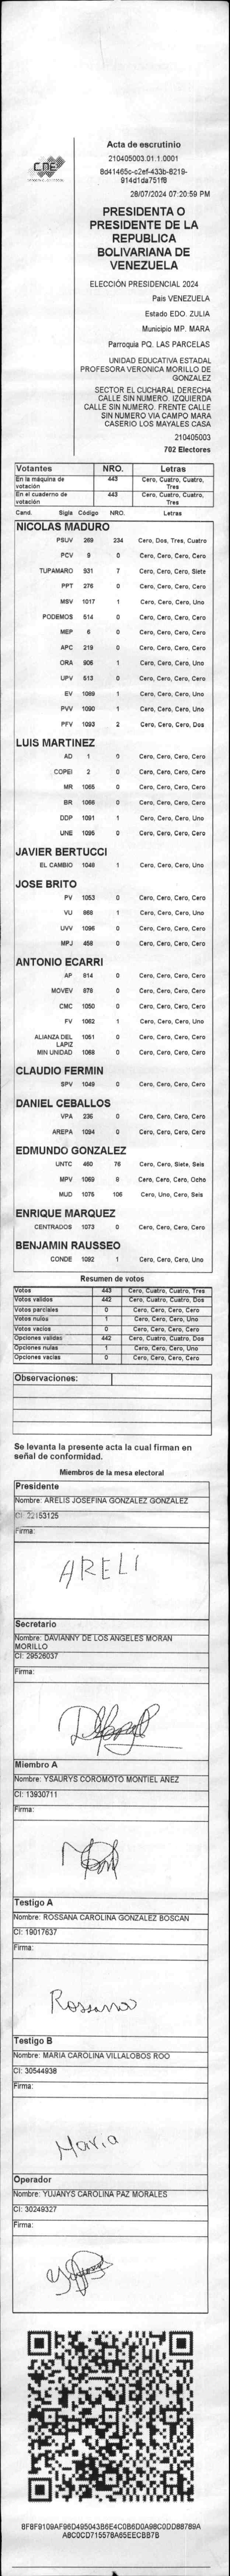 CNE
Acta de escrutinio
210405003.01.1.0001
8d41465c-c2ef-433b-8219-
914d1da751f8
28/07/2024 07:20:59 PM
PRESIDENTA O
PRESIDENTE DE LA
REPUBLICA
BOLIVARIANA DE
VENEZUELA
ELECCIÓN PRESIDENCIAL 2024
País VENEZUELA
Estado EDO. ZULIA
Municipio MP. MARA
Parroquia PQ. LAS PARCELAS
UNIDAD EDUCATIVA ESTADAL
PROFESORA VERONICA MORILLO DE
GONZALEZ
SECTOR EL CUCHARAL DERECHA
CALLE SIN NUMERO. IZQUIERDA
CALLE SIN NUMERO. FRENTE CALLE
SIN NUMERO VIA CAMPO MARA
CASERIO LOS MAYALES CASA
210405003
702 Electores
Votantes NRO. Letras
En la máquina de votación 443 Cero, Cuatro, Cuatro, Tres
En el cuaderno de votación 443 Cero, Cuatro, Cuatro, Tres
Cand. Sigla Código NRO. Letras
NICOLAS MADURO
PSUV 269 234 Cero, Dos, Tres, Cuatro
PCV 9 0 Cero, Cero, Cero, Cero
TUPAMARO 931 7 Cero, Cero, Cero, Siete
PPT 276 0 Cero, Cero, Cero, Cero
MSV 1017 1 Cero, Cero, Cero, Uno
PODEMOS 514 0 Cero, Cero, Cero, Cero
MEP 6 0 Cero, Cero, Cero, Cero
APC 219 0 Cero, Cero, Cero, Cero
ORA 906 1 Cero, Cero, Cero, Uno
UPV 513 0 Cero, Cero, Cero, Cero
EV 1089 1 Cero, Cero, Cero, Uno
PVV 1090 1 Cero, Cero, Cero, Uno
PFV 1093 2 Cero, Cero, Cero, Dos
LUIS MARTINEZ
AD 1 0 Cero, Cero, Cero, Cero
COPEI 2 0 Cero, Cero, Cero, Cero
MR 1065 0 Cero, Cero, Cero, Cero
BR 1066 0 Cero, Cero, Cero, Cero
DDP 1091 1 Cero, Cero, Cero, Uno
UNE 1095 0 Cero, Cero, Cero, Cero
JAVIER BERTUCCI
EL CAMBIO 1048 1 Cero, Cero, Cero, Uno
JOSE BRITO
PV 1053 0 Cero, Cero, Cero, Cero
VU 868 1 Cero, Cero, Cero, Uno
UVV 1096 0 Cero, Cero, Cero, Cero
MPJ 458 0 Cero, Cero, Cero, Cero
ANTONIO ECARRI
AP 614 0 Cero, Cero, Cero, Cero
MOVEV 876 0 Cero, Cero, Cero, Cero
CMC 1050 0 Cero, Cero, Cero, Cero
FV 1062 1 Cero, Cero, Cero, Uno
ALIANZA DEL LAPIZ 1051 0 Cero, Cero, Cero, Cero
MIN UNIDAD 1068 0 Cero, Cero, Cero, Cero
CLAUDIO FERMIN
SPV 1049 0 Cero, Cero, Cero, Cero
DANIEL CEBALLOS
VPA 236 0 Cero, Cero, Cero, Cero
AREPA 1094 0 Cero, Cero, Cero, Cero
EDMUNDO GONZALEZ
UNTC 460 76 Cero, Cero, Siete, Seis
MPV 1069 8 Cero, Cero, Cero, Ocho
MUD 1075 106 Cero, Uno, Cero, Seis
ENRIQUE MARQUEZ
CENTRADOS 1073 0 Cero, Cero, Cero, Cero
BENJAMIN RAUSSEO
CONDE 1092 1 Cero, Cero, Cero, Uno
Resumen de votos
Votos 443 Cero, Cuatro, Cuatro, Tres
Votos validos 442 Cero, Cuatro, Cuatro, Dos
Votos parciales 0 Cero, Cero, Cero, Cero
Votos nulos 1 Cero, Cero, Cero, Uno
Votos vacios 0 Cero, Cero, Cero, Cero
Opciones validas 442 Cero, Cuatro, Cuatro, Dos
Opciones nulas 1 Cero, Cero, Cero, Uno
Opciones vacias 0 Cero, Cero, Cero, Cero
Observaciones:
Se levanta la presente acta la cual firman en
señal de conformidad.
Miembros de la mesa electoral
Presidente
Nombre: ARELIS JOSEFINA GONZALEZ GONZALEZ
CI: 22153125
Firma:
ARELI
Secretario
Nombre: DAVIANNY DE LOS ANGELES MORAN
MORILLO
CI: 29526037
Firma:
Miembro A
Nombre: YSAURYS COROMOTO MONTIEL AÑEZ
CI: 13930711
Firma:
Testigo A
Nombre: ROSSANA CAROLINA GONZALEZ BOSCAN
CI: 19017637
Firma:
Rossana
Testigo B
Nombre: MARIA CAROLINA VILLALOBOS ROO
CI: 30544938
Firma:
Maria
Operador
Nombre: YUJANYS CAROLINA PAZ MORALES
CI: 30249327
Firma:
8F8F9109AF96D495043B6E4C0B6D0A98C0DD88789A
A8C0CD71557BA65EECBB7B